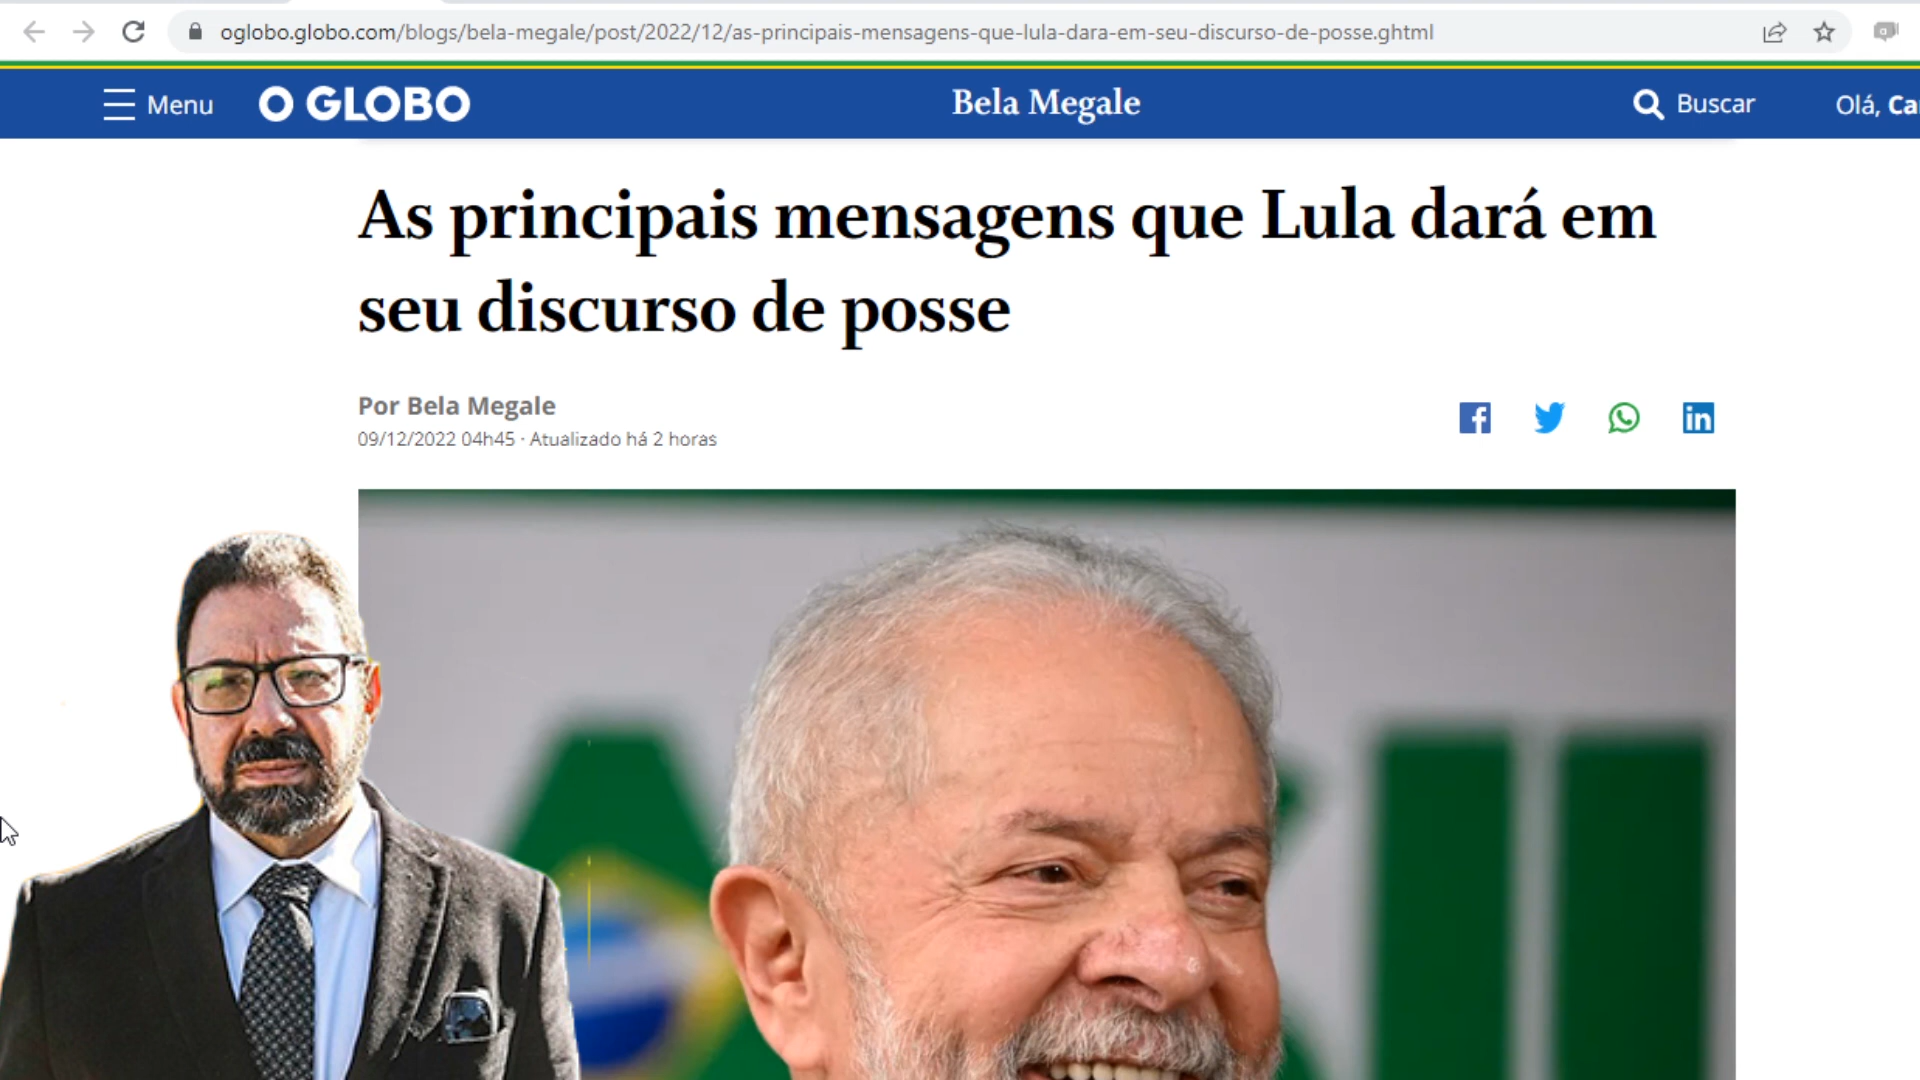 oglobo.globo.com/blogs/bela-megale/post/2022/12/as-principais-mensagens-que-lula-dara-em-seu-discurso-de-posse.ghtml
Menu O GLOBO Bela Megale Buscar Olá, Ca
As principais mensagens que Lula dará em
seu discurso de posse
Por Bela Megale
09/12/2022 04h45 · Atualizado há 2 horas